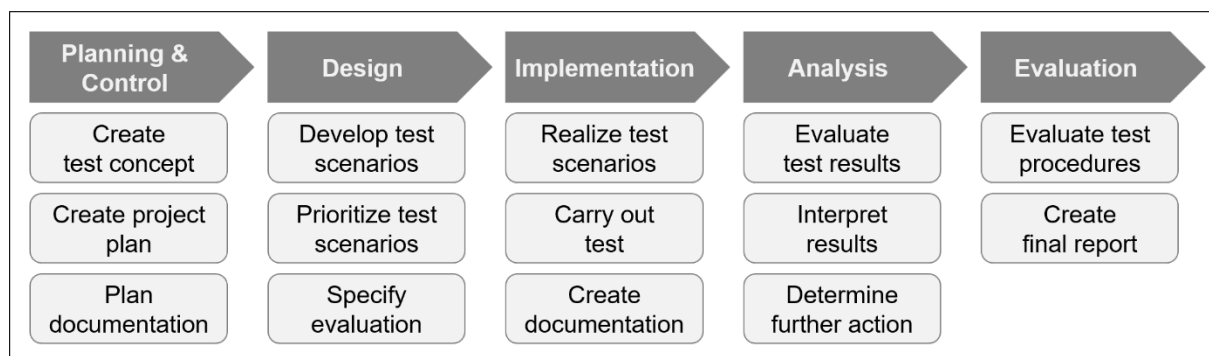 Planning &
Control
Design
Implementation
Analysis
Evaluation
Create
test concept
Develop test
scenarios
Realize test
scenarios
Evaluate
test results
Evaluate test
procedures
Create project
plan
Prioritize test
scenarios
Carry out
test
Interpret
results
Create
final report
Plan
documentation
Specify
evaluation
Create
documentation
Determine
further action